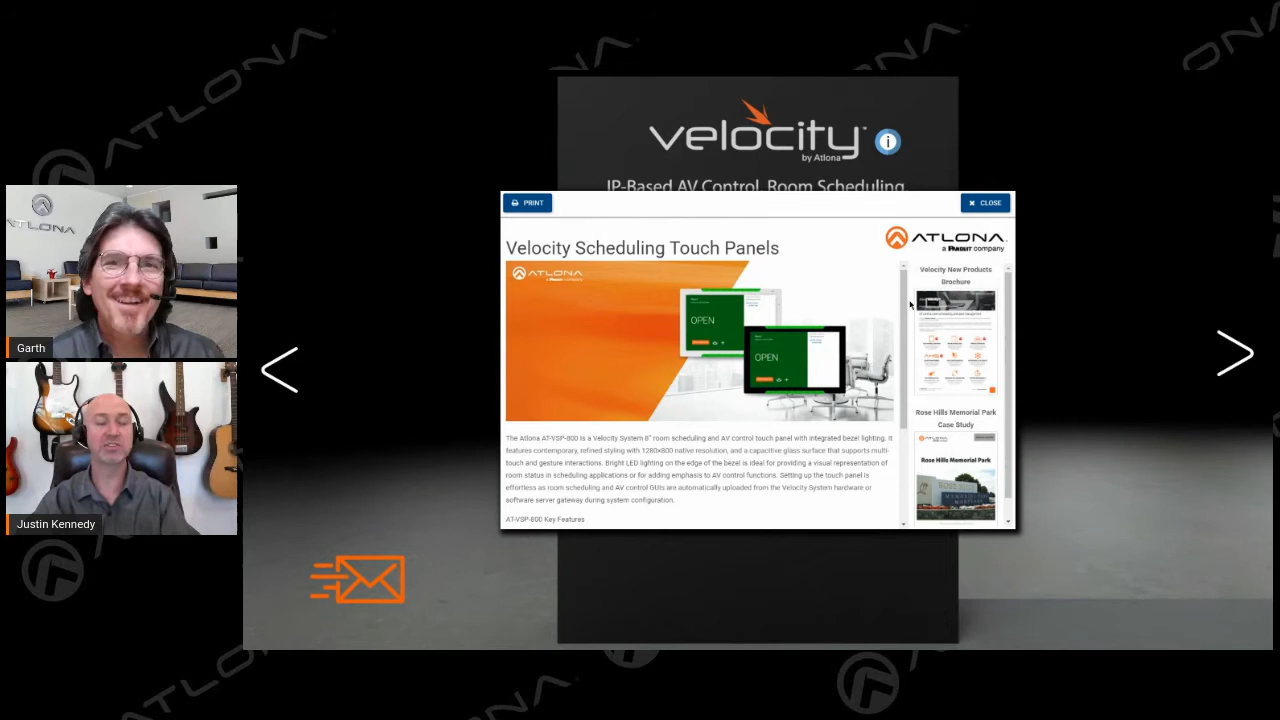 ATLONA
ATLONA
ATLONA
Garth
Justin Kennedy
velocity™
by Atlona
IP-Based AV Control, Room Scheduling
PRINT
CLOSE
Velocity Scheduling Touch Panels
ATLONA
a PANDUIT company
ATLONA
OPEN
OPEN
The Atlona AT-VSP-800 is a Velocity System 8" room scheduling and AV control touch panel with integrated bezel lighting. It
features contemporary, refined styling with 1280×800 native resolution, and a capacitive glass surface that supports multi-
touch and gesture interactions. Bright LED lighting on the edge of the bezel is ideal for providing a visual representation of
room status in scheduling applications or for adding emphasis to AV control functions. Setting up the touch panel is
effortless as room scheduling and AV control GUIs are automatically uploaded from the Velocity System hardware or
software server gateway during system configuration.
AT-VSP-800 Key Features
Velocity New Products
Brochure
Rose Hills Memorial Park
Case Study
Rose Hills Memorial Park